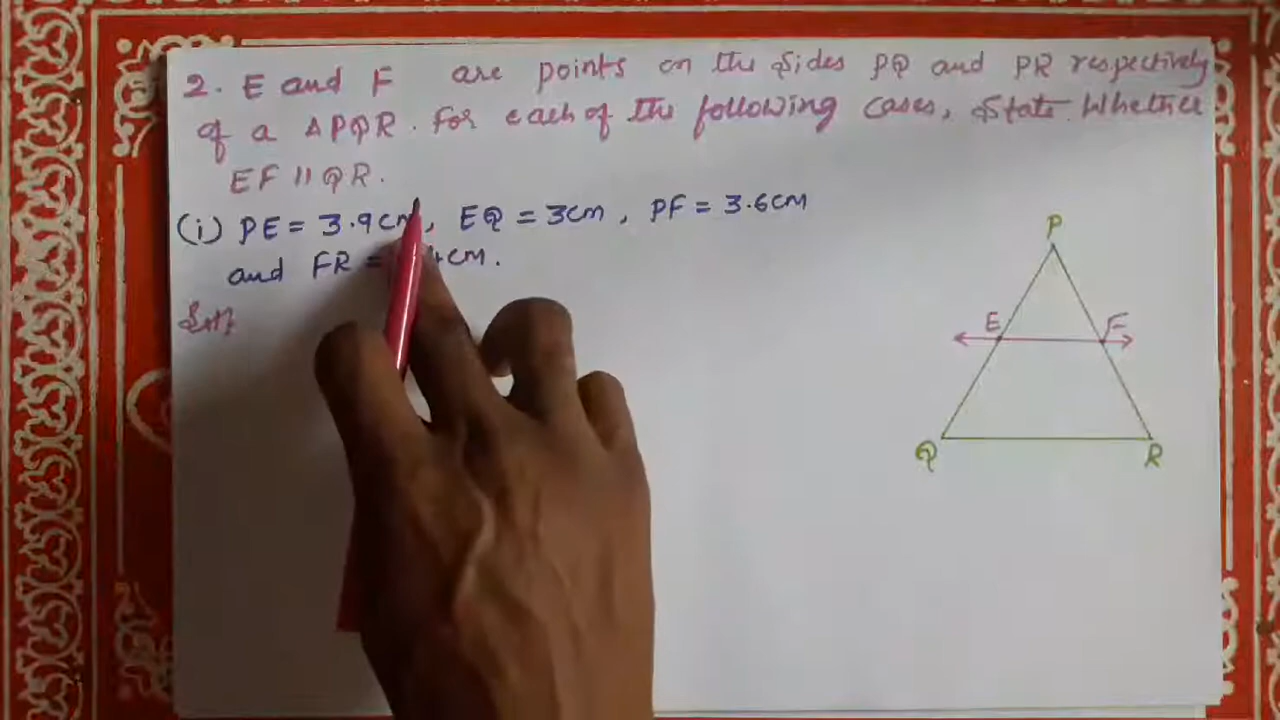 2. E and F are points on the sides PQ and PR respectively
of a ΔPQR. For each of the following cases, State Whether
EF || QR.
(i) PE = 3.9cm, EQ = 3cm, PF = 3.6cm
and FR = 4cm.
P
E F
Q R